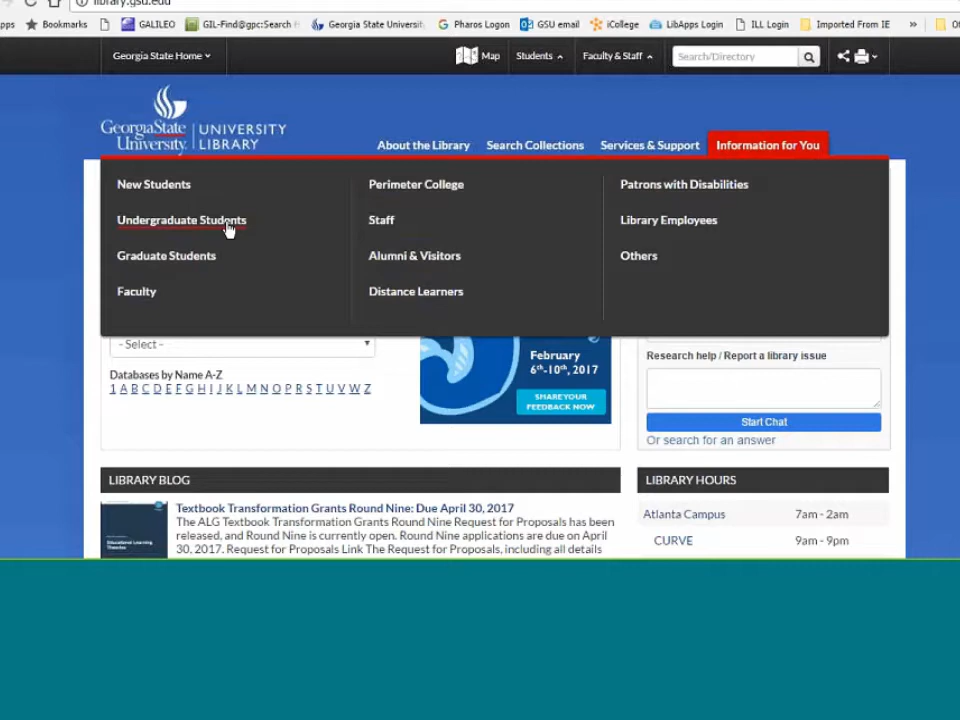 library.gsu.edu
Bookmarks GALILEO GIL-Find@gpc:Search Georgia State Universit Pharos Logon GSU email iCollege LibApps Login ILL Login Imported From IE »
Georgia State Home Map Students Faculty & Staff Search/Directory
GeorgiaState University. UNIVERSITY LIBRARY
About the Library Search Collections Services & Support Information for You
New Students Perimeter College Patrons with Disabilities
Undergraduate Students Staff Library Employees
Graduate Students Alumni & Visitors Others
Faculty Distance Learners
- Select -
Databases by Name A-Z
1 A B C D E F G H I J K L M N O P R S T U V W Z
February
6th-10th, 2017
SHARE YOUR
FEEDBACK NOW
Research help / Report a library issue
Start Chat
Or search for an answer
LIBRARY BLOG
Educational Learning
Theories
Textbook Transformation Grants Round Nine: Due April 30, 2017
The ALG Textbook Transformation Grants Round Nine Request for Proposals has been
released, and Round Nine is currently open. Round Nine applications are due on April
30, 2017. Request for Proposals Link The Request for Proposals, including all details
LIBRARY HOURS
Atlanta Campus 7am - 2am
CURVE 9am - 9pm